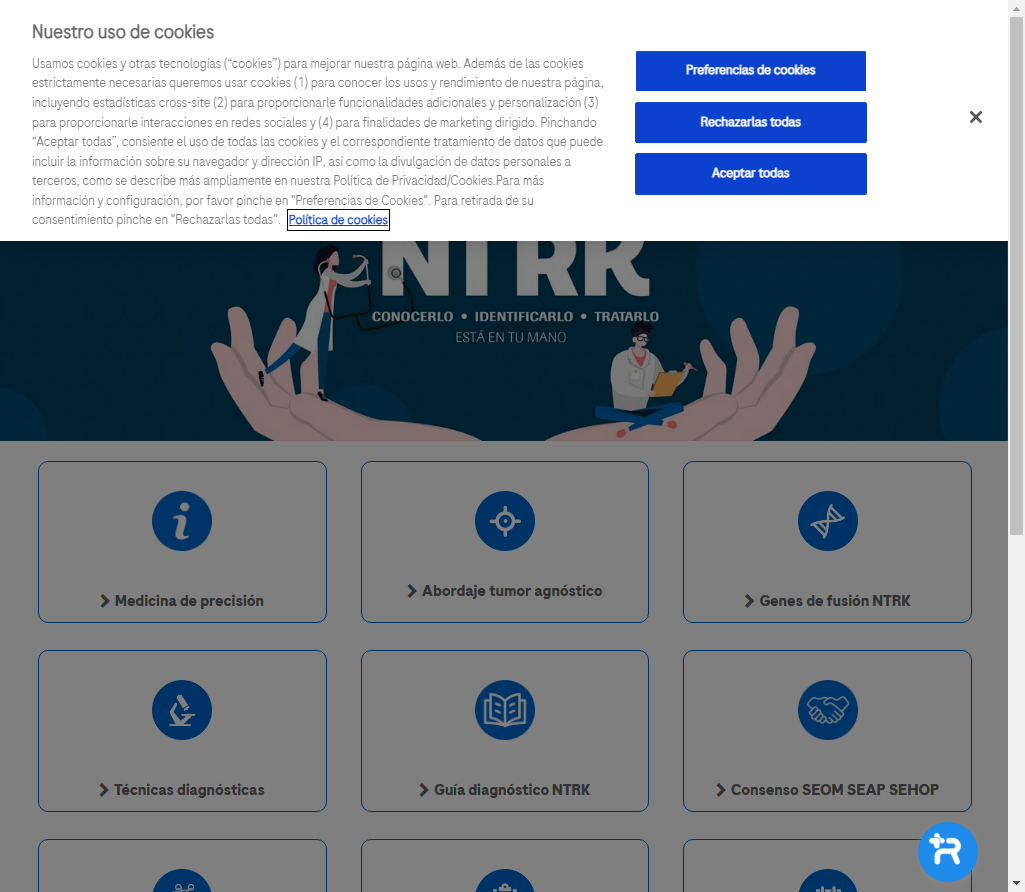 Nuestro uso de cookies
Usamos cookies y otras tecnologías (“cookies”) para mejorar nuestra página web. Además de las cookies
estrictamente necesarias queremos usar cookies (1) para conocer los usos y rendimiento de nuestra página,
incluyendo estadísticas cross-site (2) para proporcionarle funcionalidades adicionales y personalización (3)
para proporcionarle interacciones en redes sociales y (4) para finalidades de marketing dirigido. Pinchando
“Aceptar todas”, consiente el uso de todas las cookies y el correspondiente tratamiento de datos que puede
incluir la información sobre su navegador y dirección IP, así como la divulgación de datos personales a
terceros, como se describe más ampliamente en nuestra Política de Privacidad/Cookies.Para más
información y configuración, por favor pinche en "Preferencias de Cookies". Para retirada de su
consentimiento pinche en "Rechazarlas todas". Política de cookies
Preferencias de cookies
Rechazarlas todas
Aceptar todas
NTRK
CONOCERLO • IDENTIFICARLO • TRATARLO
ESTÁ EN TU MANO
Medicina de precisión
Abordaje tumor agnóstico
Genes de fusión NTRK
Técnicas diagnósticas
Guía diagnóstico NTRK
Consenso SEOM SEAP SEHOP